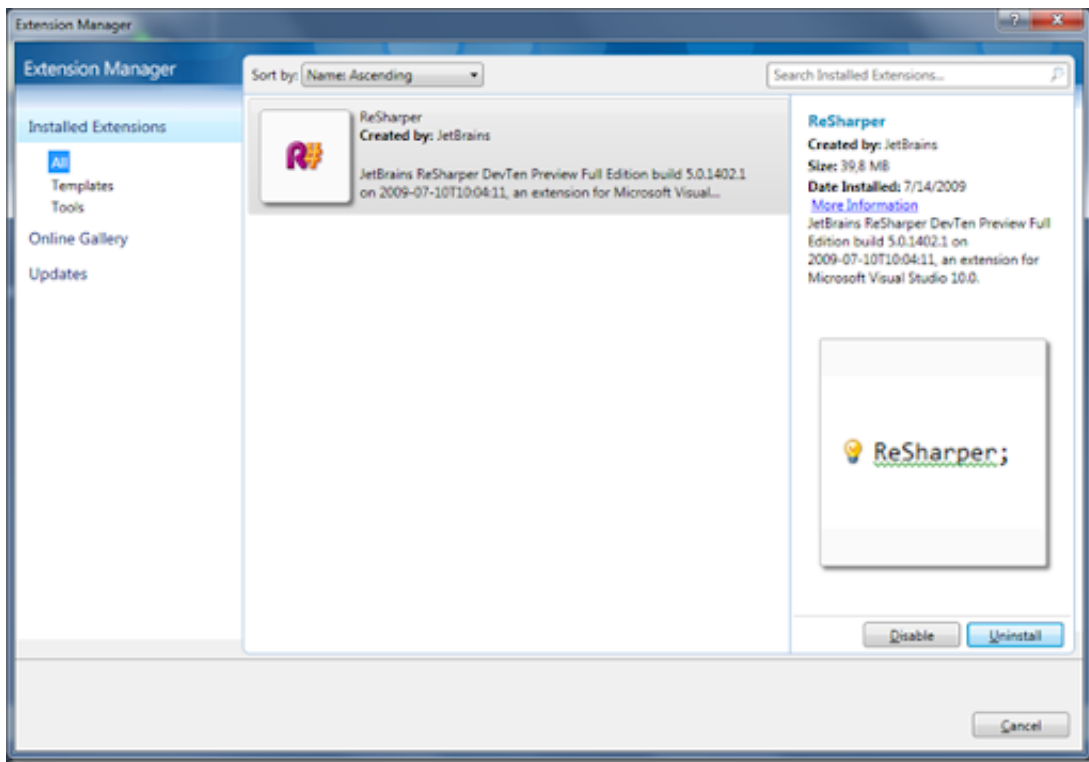 Extension Manager
?
Extension Manager
Sort by: Name: Ascending
Search Installed Extensions...
Installed Extensions
All
Templates
Tools
Online Gallery
Updates
R#
ReSharper
Created by: JetBrains
JetBrains ReSharper DevTen Preview Full Edition build 5.0.1402.1
on 2009-07-10T10:04:11, an extension for Microsoft Visual...
ReSharper
Created by: JetBrains
Size: 39,8 MB
Date Installed: 7/14/2009
More Information
JetBrains ReSharper DevTen Preview Full
Edition build 5.0.1402.1 on
2009-07-10T10:04:11, an extension for
Microsoft Visual Studio 10.0.
ReSharper;
Disable
Uninstall
Cancel